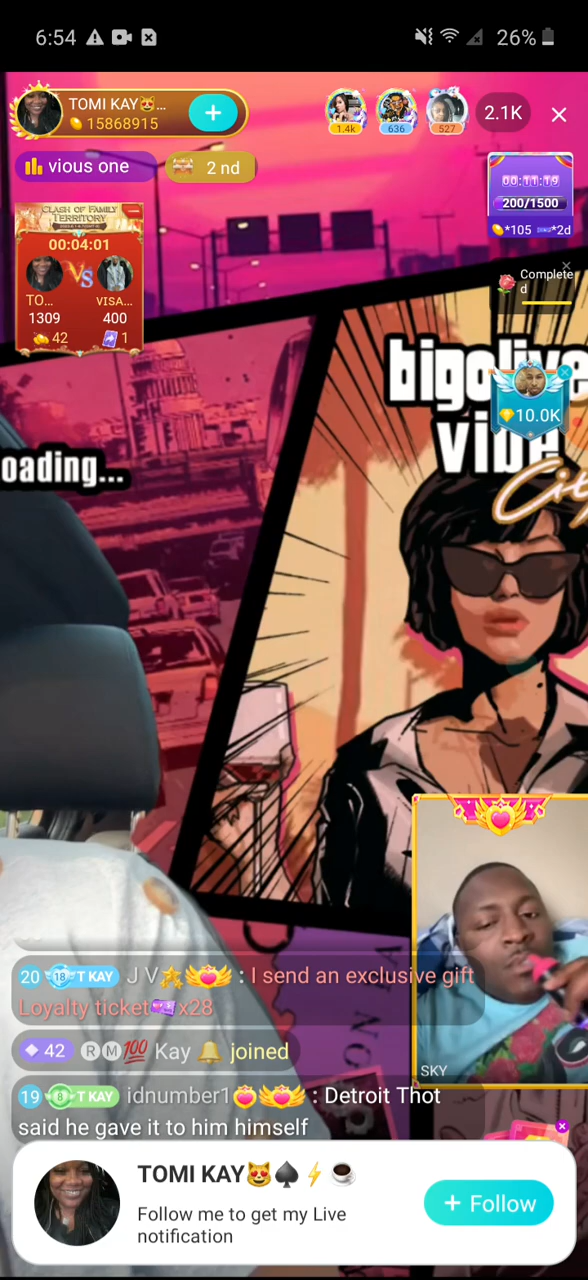 6:54
26%
TOMI KAY😻…
15868915
1.4k
636
527
2.1K
vious one
2 nd
00:11:19
200/1500
*105
*2d
CLASH OF FAMILY
TERRITORY
00:04:01
VS
TO...
VISA...
1309
400
42
1
Complete
d
bigolive
vibe
10.0K
oading...
SKY
20 18 T KAY J V🌟 : I send an exclusive gift
Loyalty ticket x28
42 ⓇⓂ💯 Kay 🔔 joined
19 8 T KAY idnumber1 : Detroit Thot
said he gave it to him himself
TOMI KAY😻♠️⚡☕
Follow me to get my Live
notification
+ Follow